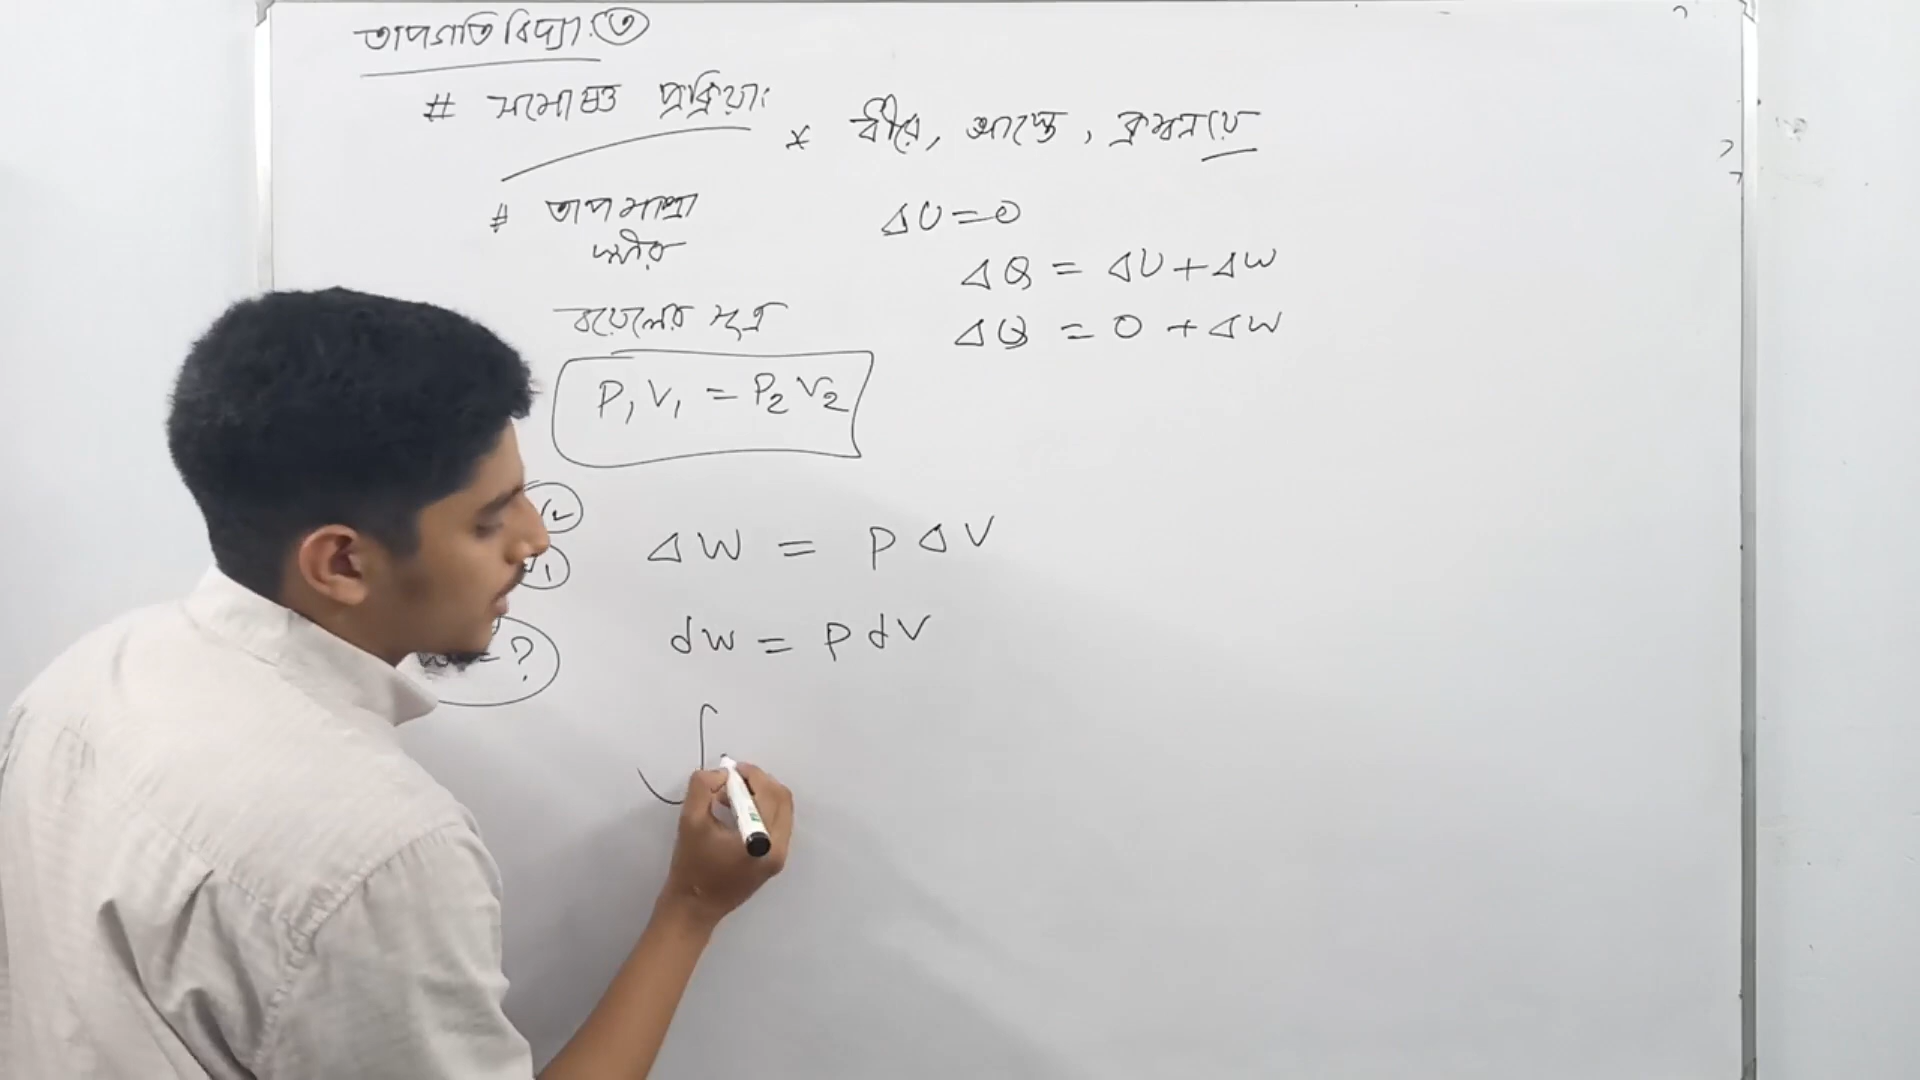 তাপগতি বিদ্যা: ৩
# সমোষ্ণ প্রক্রিয়া:
* ধীরে, আস্তে, ক্রমান্বয়ে
# তাপমাত্রা
স্থির
ΔU = 0
ΔQ = ΔU + ΔW
ΔQ = 0 + ΔW
বয়েলের সূত্র
P₁V₁ = P₂V₂
ΔW = PΔV
dW = PdV
= ?
∫